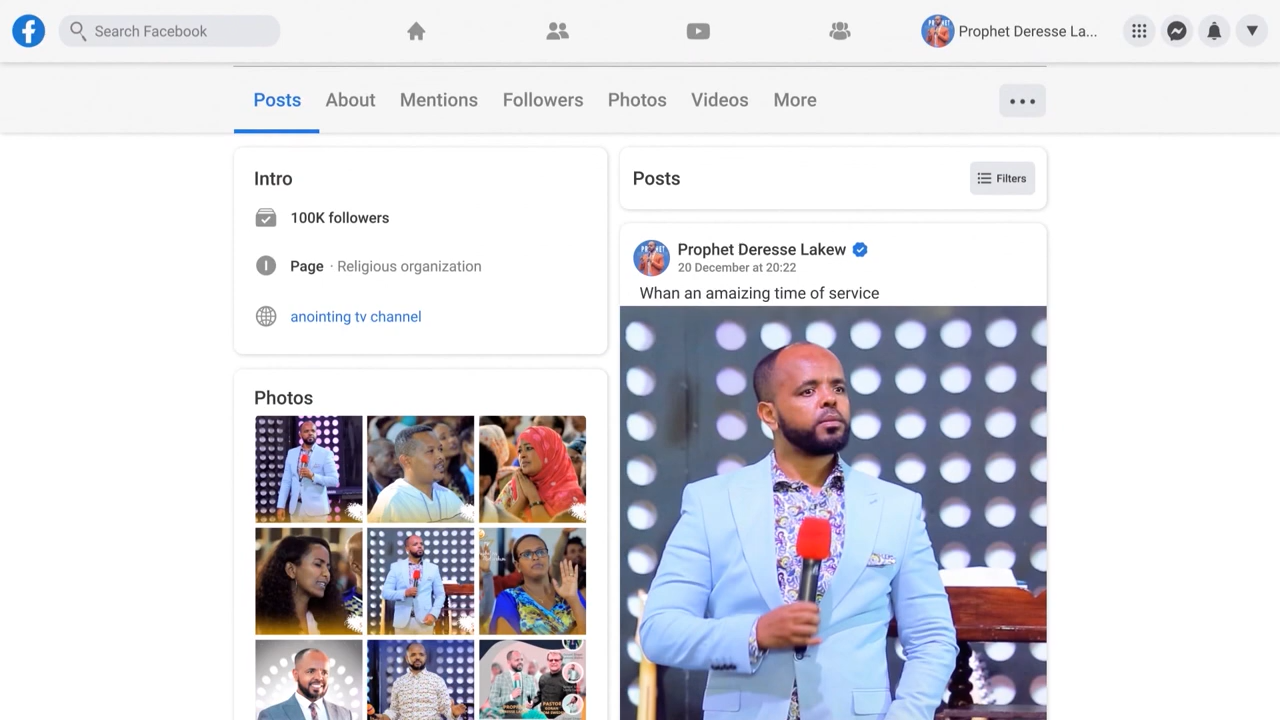 Search Facebook
Prophet Deresse La...
Posts
About
Mentions
Followers
Photos
Videos
More
Intro
100K followers
Page · Religious organization
anointing tv channel
Posts
Filters
Prophet Deresse Lakew
20 December at 20:22
Whan an amaizing time of service
Photos